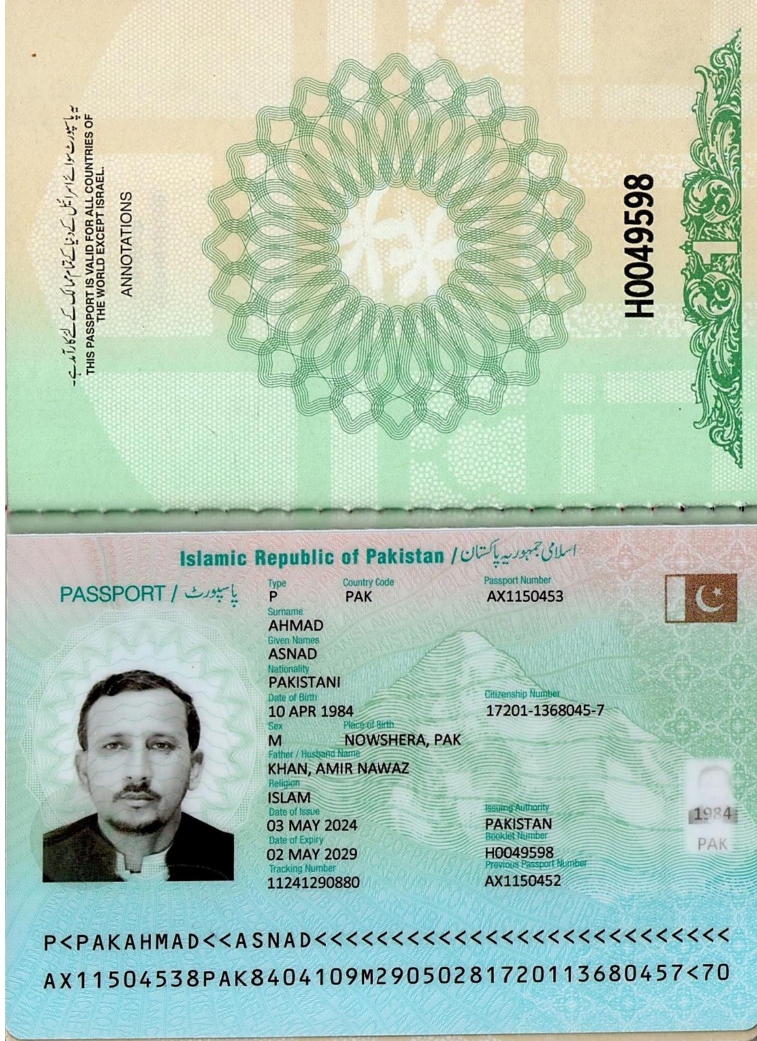 یہ پاسپورٹ سوائے اسرائیل کے دنیا کے تمام ممالک کے لئے کارآمد ہے۔
THIS PASSPORT IS VALID FOR ALL COUNTRIES OF
THE WORLD EXCEPT ISRAEL.
ANNOTATIONS
H0049598
1
Islamic Republic of Pakistan / اسلامی جمہوریہ پاکستان
PASSPORT / پاسپورٹ
Type Country Code Passport Number
P PAK AX1150453
Surname
AHMAD
Given Names
ASNAD
Nationality
PAKISTANI
Date of Birth Citizenship Number
10 APR 1984 17201-1368045-7
Sex Place of Birth
M NOWSHERA, PAK
Father / Husband Name
KHAN, AMIR NAWAZ
Religion
ISLAM
Date of Issue Issuing Authority
03 MAY 2024 PAKISTAN
Date of Expiry Booklet Number
02 MAY 2029 H0049598
Tracking Number Previous Passport Number
11241290880 AX1150452
1984
PAK
P<PAKAHMAD<<ASNAD<<<<<<<<<<<<<<<<<<<<<<<<<<<
AX11504538PAK8404109M29050281720113680457<70